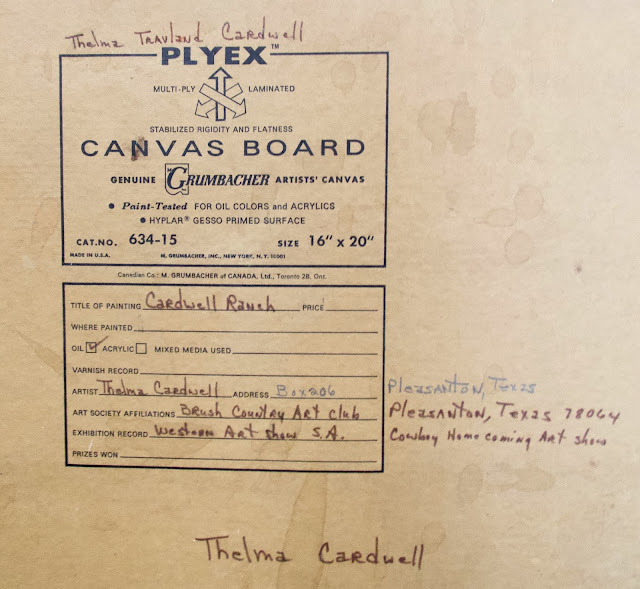 Thelma Travland Cardwell
PLYEX™
MULTI-PLY LAMINATED
STABILIZED RIGIDITY AND FLATNESS
CANVAS BOARD
GENUINE GRUMBACHER ARTISTS' CANVAS
• Paint-Tested FOR OIL COLORS and ACRYLICS
• HYPLAR® GESSO PRIMED SURFACE
CAT.NO. 634-15 SIZE 16" x 20"
MADE IN U.S.A. M. GRUMBACHER, INC., NEW YORK, N.Y. 10001
Canadian Co.: M. GRUMBACHER of CANADA, Ltd., Toronto 2B, Ont.
TITLE OF PAINTING Cardwell Ranch PRICE
WHERE PAINTED
OIL ☑ ACRYLIC ☐ MIXED MEDIA USED
VARNISH RECORD
ARTIST Thelma Cardwell ADDRESS Box 206 Pleasanton, Texas
ART SOCIETY AFFILIATIONS Brush Country Art Club Pleasanton, Texas 78064
EXHIBITION RECORD Western Art Show S.A. Cowboy Homecoming Art Show
PRIZES WON
Thelma Cardwell